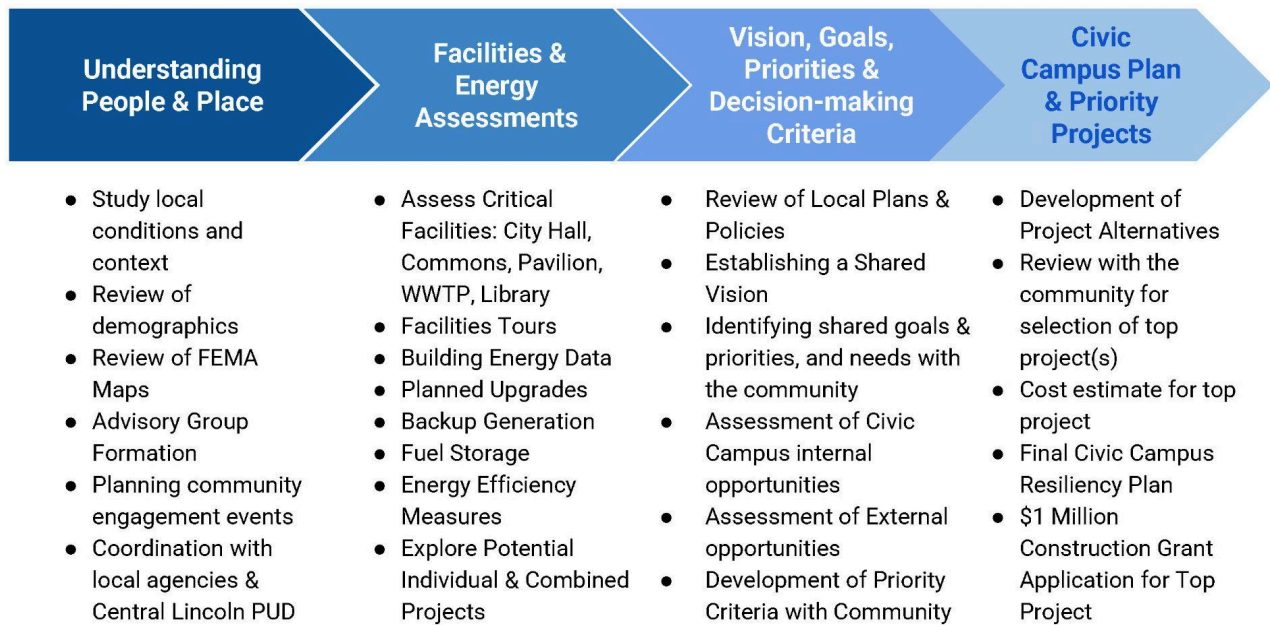 Understanding
People & Place
Facilities &
Energy
Assessments
Vision, Goals,
Priorities &
Decision-making
Criteria
Civic
Campus Plan
& Priority
Projects
● Study local
conditions and
context
● Review of
demographics
● Review of FEMA
Maps
● Advisory Group
Formation
● Planning community
engagement events
● Coordination with
local agencies &
Central Lincoln PUD
● Assess Critical
Facilities: City Hall,
Commons, Pavilion,
WWTP, Library
● Facilities Tours
● Building Energy Data
● Planned Upgrades
● Backup Generation
● Fuel Storage
● Energy Efficiency
Measures
● Explore Potential
Individual & Combined
Projects
● Review of Local Plans &
Policies
● Establishing a Shared
Vision
● Identifying shared goals &
priorities, and needs with
the community
● Assessment of Civic
Campus internal
opportunities
● Assessment of External
opportunities
● Development of Priority
Criteria with Community
● Development of
Project Alternatives
● Review with the
community for
selection of top
project(s)
● Cost estimate for top
project
● Final Civic Campus
Resiliency Plan
● $1 Million
Construction Grant
Application for Top
Project